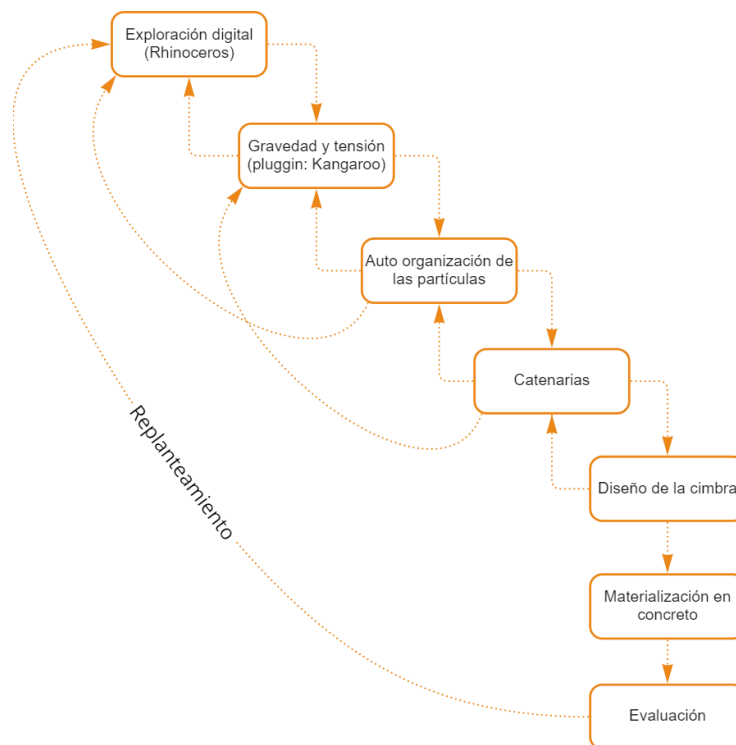 Exploración digital
(Rhinoceros)
Gravedad y tensión
(pluggin: Kangaroo)
Auto organización de
las partículas
Catenarias
Diseño de la cimbra
Replanteamiento
Materialización en
concreto
Evaluación